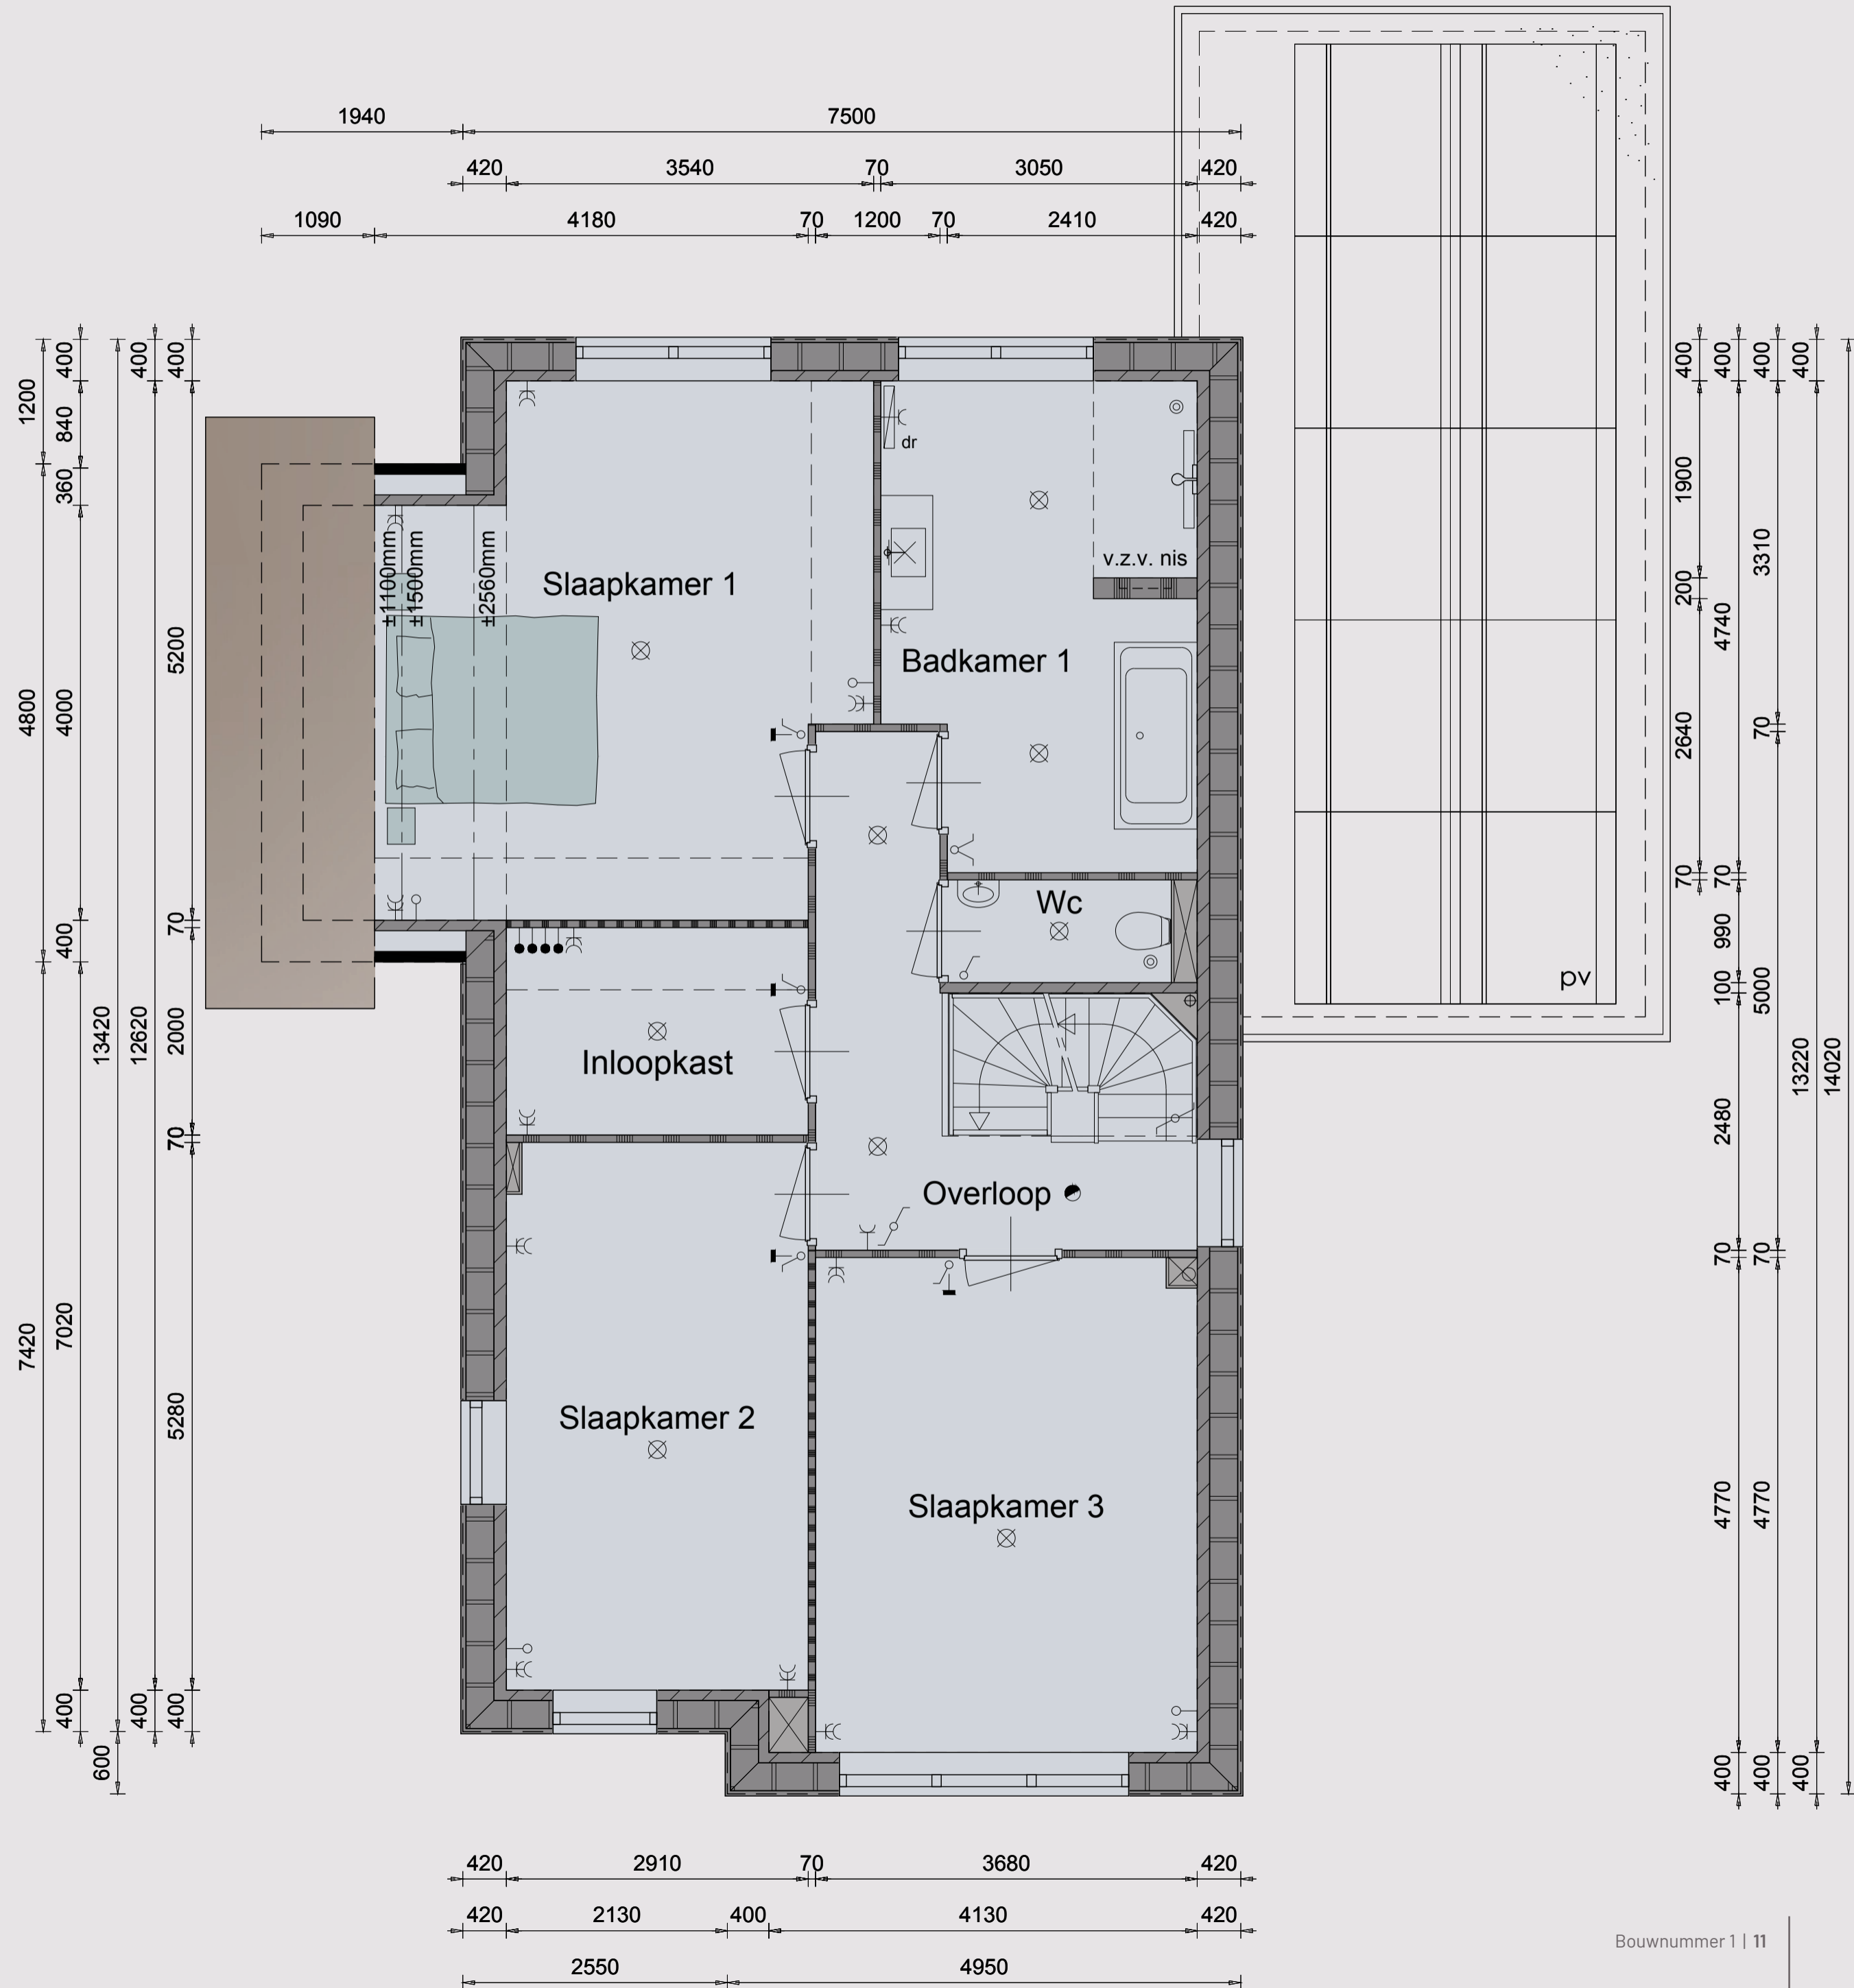 1940 7500
420 3540 70 3050 420
1090 4180 70 1200 70 2410 420
1200 4800 7420
400 840 360 4000 400 7020 400
13420 600
400 12620 400
400 5200 70 2000 70 5280 400
±1100mm
±1500mm
±2560mm
Slaapkamer 1
dr
v.z.v. nis
Badkamer 1
Wc
Inloopkast
Overloop
Slaapkamer 2
Slaapkamer 3
pv
400 1900 200 2640 70
400 4740 70 990 100 2480 70 4770 400
400 3310 70 5000 70 4770 400
400 13220 400
14020
420 2910 70 3680 420
420 2130 400 4130 420
2550 4950
Bouwnummer 1 | 11